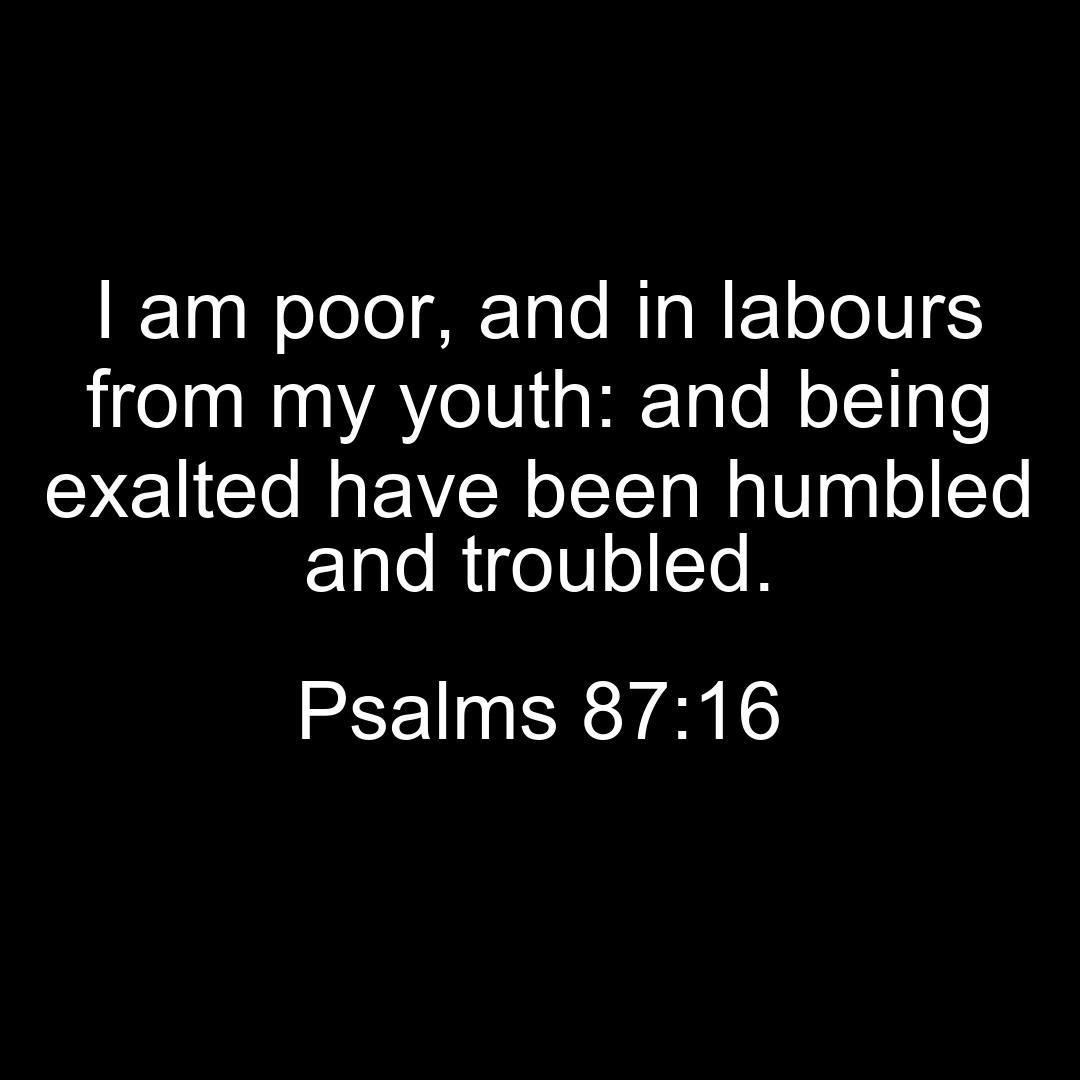 I am poor, and in labours
from my youth: and being
exalted have been humbled
and troubled.
Psalms 87:16